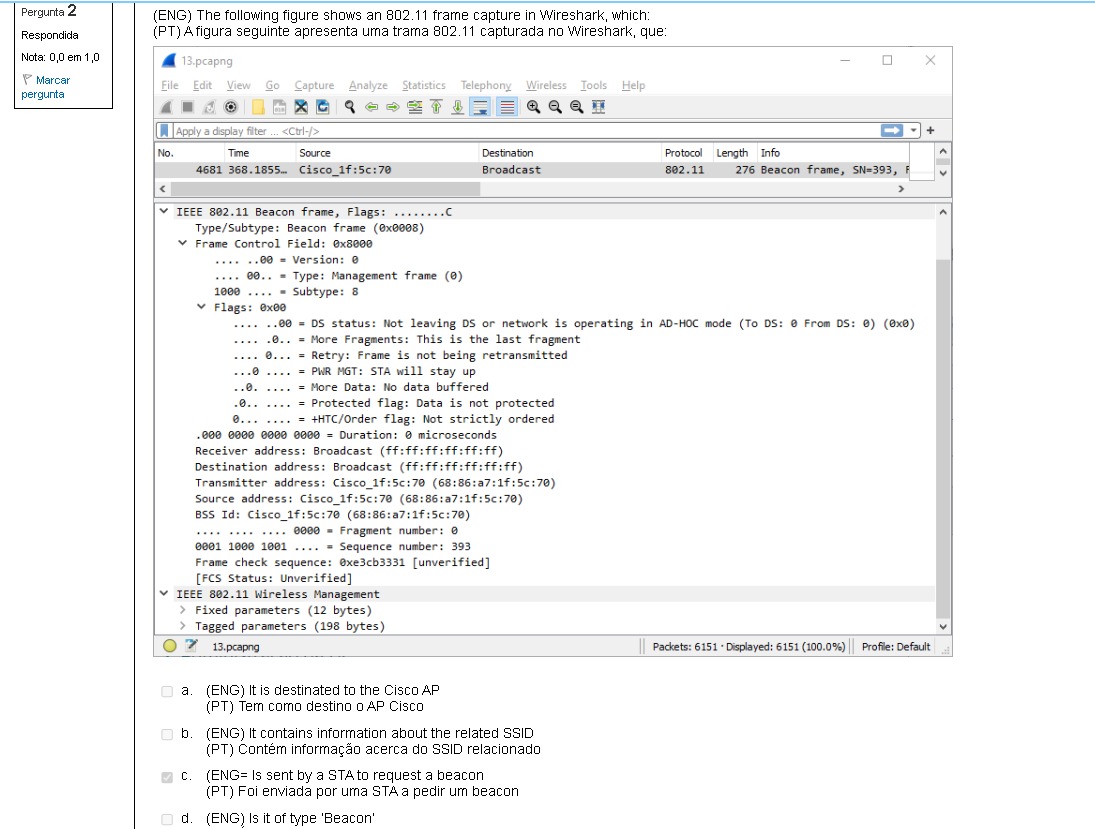 Pergunta 2
Respondida
Nota: 0,0 em 1,0
Marcar
pergunta
(ENG) The following figure shows an 802.11 frame capture in Wireshark, which:
(PT) A figura seguinte apresenta uma trama 802.11 capturada no Wireshark, que:
13.pcapng
File Edit View Go Capture Analyze Statistics Telephony Wireless Tools Help
Apply a display filter ... <Ctrl-/>
No. Time Source Destination Protocol Length Info
4681 368.1855… Cisco_1f:5c:70 Broadcast 802.11 276 Beacon frame, SN=393, F
IEEE 802.11 Beacon frame, Flags: ........C
Type/Subtype: Beacon frame (0x0008)
Frame Control Field: 0x8000
.... ..00 = Version: 0
.... 00.. = Type: Management frame (0)
1000 .... = Subtype: 8
Flags: 0x00
.... ..00 = DS status: Not leaving DS or network is operating in AD-HOC mode (To DS: 0 From DS: 0) (0x0)
.... .0.. = More Fragments: This is the last fragment
.... 0... = Retry: Frame is not being retransmitted
...0 .... = PWR MGT: STA will stay up
..0. .... = More Data: No data buffered
.0.. .... = Protected flag: Data is not protected
0... .... = +HTC/Order flag: Not strictly ordered
.000 0000 0000 0000 = Duration: 0 microseconds
Receiver address: Broadcast (ff:ff:ff:ff:ff:ff)
Destination address: Broadcast (ff:ff:ff:ff:ff:ff)
Transmitter address: Cisco_1f:5c:70 (68:86:a7:1f:5c:70)
Source address: Cisco_1f:5c:70 (68:86:a7:1f:5c:70)
BSS Id: Cisco_1f:5c:70 (68:86:a7:1f:5c:70)
.... .... .... 0000 = Fragment number: 0
0001 1000 1001 .... = Sequence number: 393
Frame check sequence: 0xe3cb3331 [unverified]
[FCS Status: Unverified]
IEEE 802.11 Wireless Management
Fixed parameters (12 bytes)
Tagged parameters (198 bytes)
13.pcapng Packets: 6151 · Displayed: 6151 (100.0%) Profile: Default
a. (ENG) It is destinated to the Cisco AP
(PT) Tem como destino o AP Cisco
b. (ENG) It contains information about the related SSID
(PT) Contém informação acerca do SSID relacionado
c. (ENG= Is sent by a STA to request a beacon
(PT) Foi enviada por uma STA a pedir um beacon
d. (ENG) Is it of type 'Beacon'